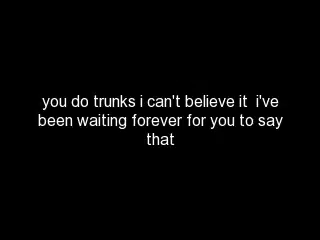 you do trunks i can't believe it  i've
been waiting forever for you to say
that